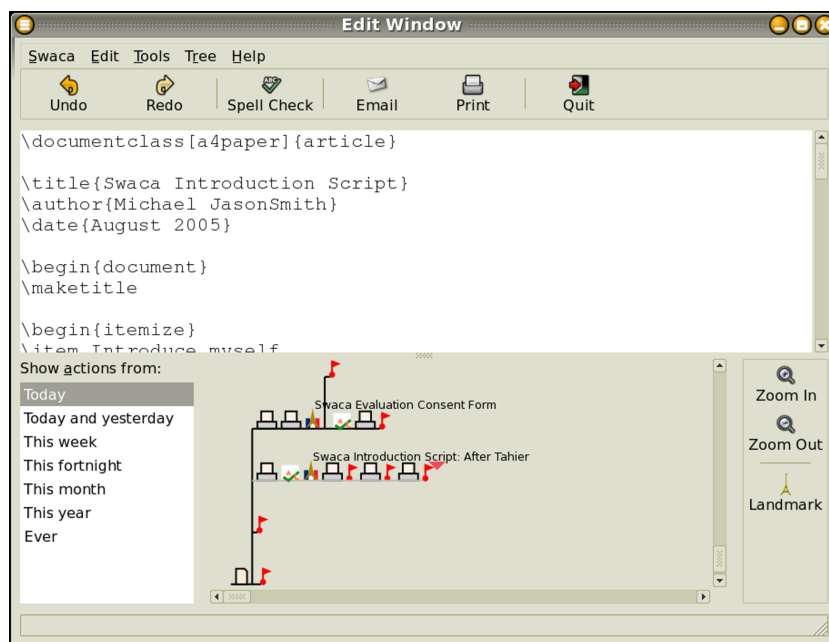 Edit Window
Swaca Edit Tools Tree Help
Undo Redo Spell Check Email Print Quit
\documentclass[a4paper]{article}
\title{Swaca Introduction Script}
\author{Michael JasonSmith}
\date{August 2005}
\begin{document}
\maketitle
\begin{itemize}
\item Introduce myself
Show actions from:
Today
Today and yesterday
This week
This fortnight
This month
This year
Ever
Swaca Evaluation Consent Form
Swaca Introduction Script: After Tahier
Zoom In
Zoom Out
Landmark